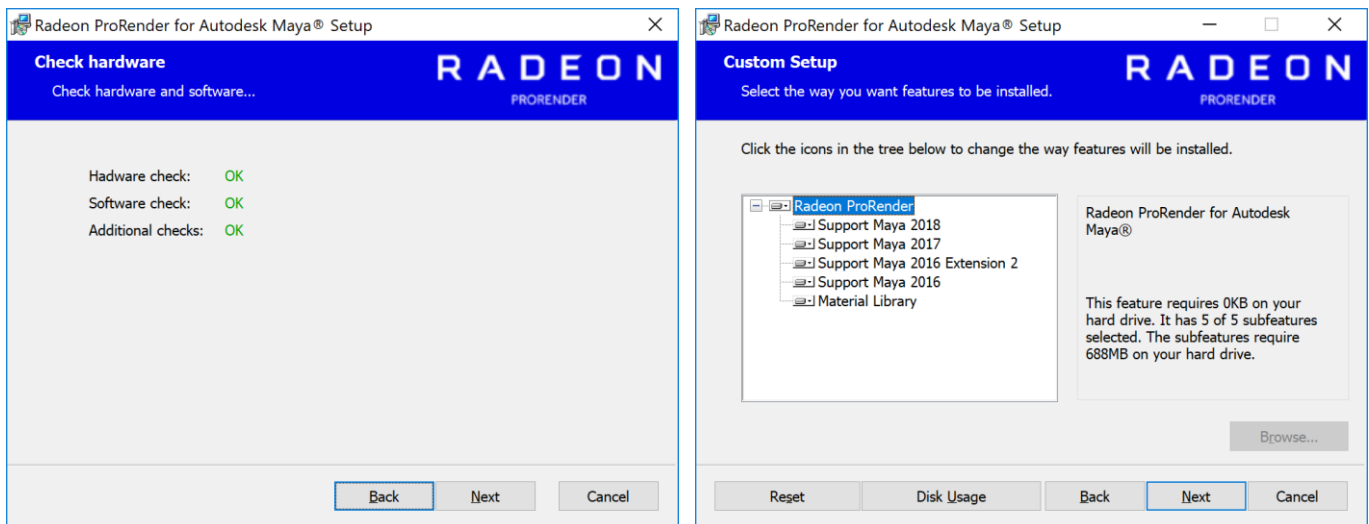 Radeon ProRender for Autodesk Maya® Setup
Check hardware
Check hardware and software...
RADEON
PRORENDER
Hadware check: OK
Software check: OK
Additional checks: OK
Back Next Cancel
Radeon ProRender for Autodesk Maya® Setup
Custom Setup
Select the way you want features to be installed.
RADEON
PRORENDER
Click the icons in the tree below to change the way features will be installed.
Radeon ProRender
Support Maya 2018
Support Maya 2017
Support Maya 2016 Extension 2
Support Maya 2016
Material Library
Radeon ProRender for Autodesk
Maya®
This feature requires 0KB on your
hard drive. It has 5 of 5 subfeatures
selected. The subfeatures require
688MB on your hard drive.
Browse...
Reset Disk Usage Back Next Cancel